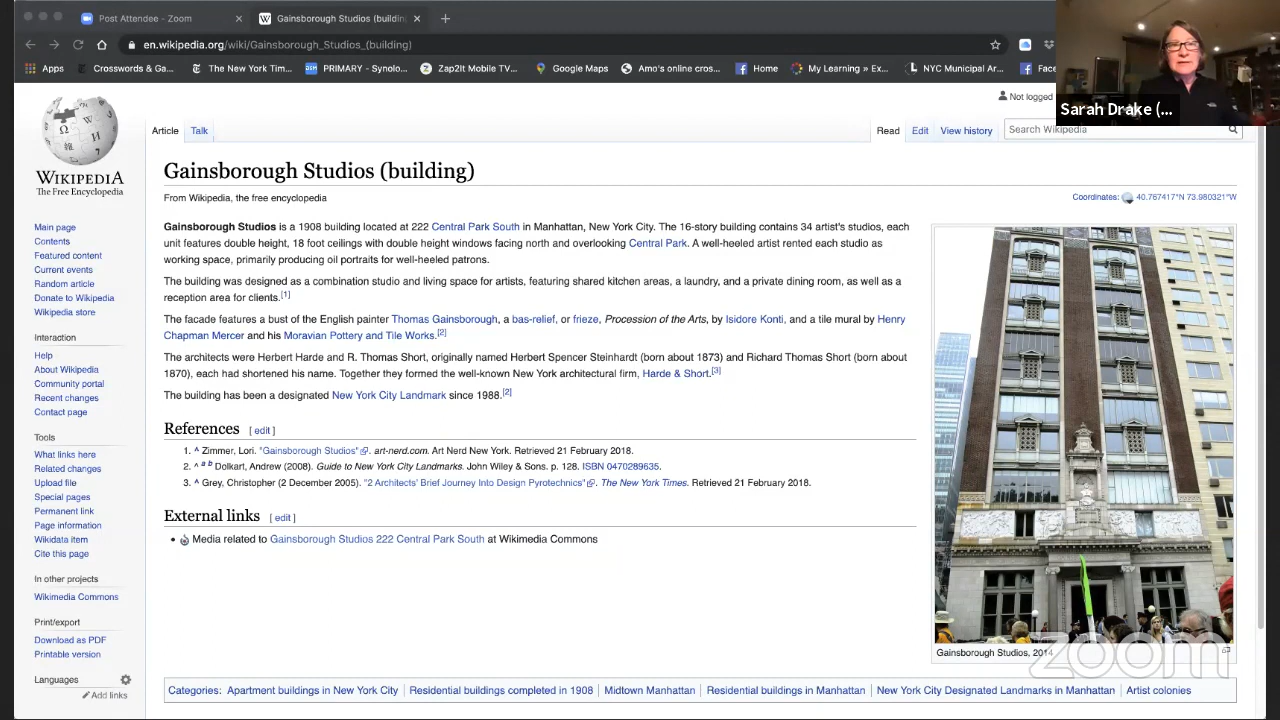 Post Attendee - Zoom
Gainsborough Studios (buildin
en.wikipedia.org/wiki/Gainsborough_Studios_(building)
Apps
Crosswords & Ga...
The New York Tim...
PRIMARY - Synolo...
Zap2It Mobile TV...
Google Maps
Amo's online cros...
Home
My Learning » Ex...
NYC Municipal Ar...
Face
Sarah Drake (...
WIKIPEDIA
The Free Encyclopedia
Main page
Contents
Featured content
Current events
Random article
Donate to Wikipedia
Wikipedia store
Interaction
Help
About Wikipedia
Community portal
Recent changes
Contact page
Tools
What links here
Related changes
Upload file
Special pages
Permanent link
Page information
Wikidata item
Cite this page
In other projects
Wikimedia Commons
Print/export
Download as PDF
Printable version
Languages
Add links
Not logged
Article Talk
Read Edit View history
Search Wikipedia
Gainsborough Studios (building)
From Wikipedia, the free encyclopedia
Coordinates: 40.767417°N 73.980321°W
Gainsborough Studios is a 1908 building located at 222 Central Park South in Manhattan, New York City. The 16-story building contains 34 artist's studios, each
unit features double height, 18 foot ceilings with double height windows facing north and overlooking Central Park. A well-heeled artist rented each studio as
working space, primarily producing oil portraits for well-heeled patrons.
The building was designed as a combination studio and living space for artists, featuring shared kitchen areas, a laundry, and a private dining room, as well as a
reception area for clients.[1]
The facade features a bust of the English painter Thomas Gainsborough, a bas-relief, or frieze, Procession of the Arts, by Isidore Konti, and a tile mural by Henry
Chapman Mercer and his Moravian Pottery and Tile Works.[2]
The architects were Herbert Harde and R. Thomas Short, originally named Herbert Spencer Steinhardt (born about 1873) and Richard Thomas Short (born about
1870), each had shortened his name. Together they formed the well-known New York architectural firm, Harde & Short.[3]
The building has been a designated New York City Landmark since 1988.[2]
References [ edit ]
1. ^ Zimmer, Lori. "Gainsborough Studios". art-nerd.com. Art Nerd New York. Retrieved 21 February 2018.
2. ^ a b Dolkart, Andrew (2008). Guide to New York City Landmarks. John Wiley & Sons. p. 128. ISBN 0470289635.
3. ^ Grey, Christopher (2 December 2005). "2 Architects' Brief Journey Into Design Pyrotechnics". The New York Times. Retrieved 21 February 2018.
External links [ edit ]
• Media related to Gainsborough Studios 222 Central Park South at Wikimedia Commons
Gainsborough Studios, 2014
zoom
Categories: Apartment buildings in New York City | Residential buildings completed in 1908 | Midtown Manhattan | Residential buildings in Manhattan | New York City Designated Landmarks in Manhattan | Artist colonies